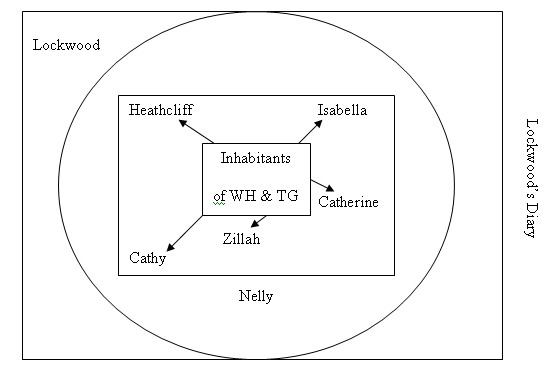 Lockwood
Heathcliff
Isabella
Inhabitants
of WH & TG
Catherine
Zillah
Cathy
Nelly
Lockwood's Diary